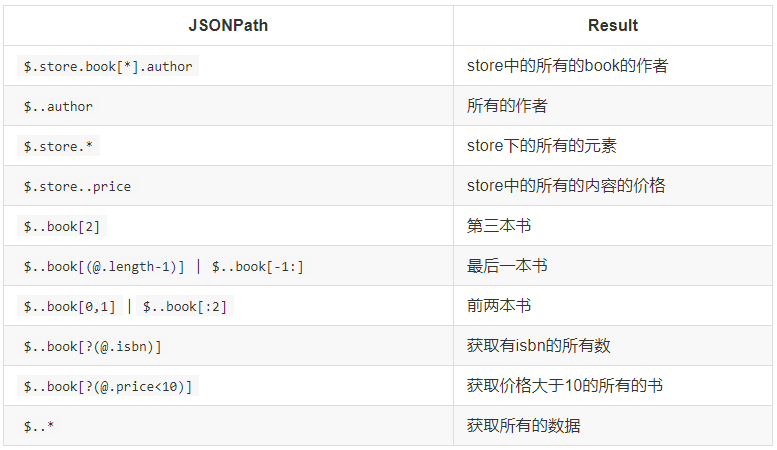 JSONPath Result
$.store.book[*].author store中的所有的book的作者
$..author 所有的作者
$.store.* store下的所有的元素
$.store..price store中的所有的内容的价格
$..book[2] 第三本书
$..book[(@.length-1)] | $..book[-1:] 最后一本书
$..book[0,1] | $..book[:2] 前两本书
$..book[?(@.isbn)] 获取有isbn的所有数
$..book[?(@.price<10)] 获取价格大于10的所有的书
$..* 获取所有的数据